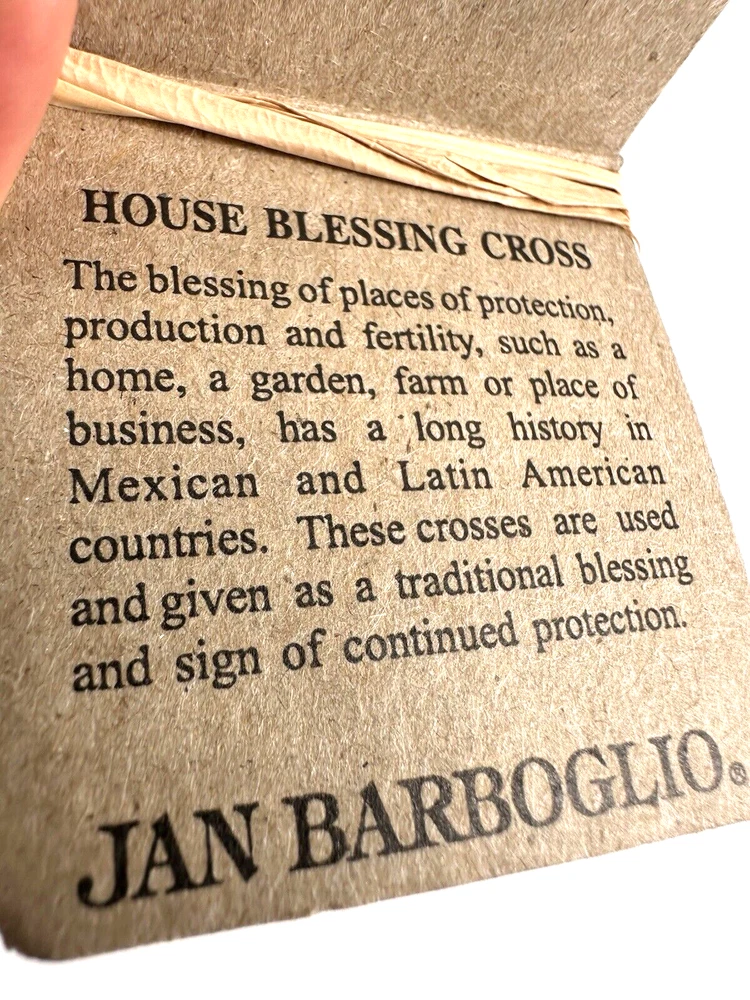 HOUSE BLESSING CROSS
The blessing of places of protection,
production and fertility, such as a
home, a garden, farm or place of
business, has a long history in
Mexican and Latin American
countries. These crosses are used
and given as a traditional blessing
and sign of continued protection.
JAN BARBOGLIO®